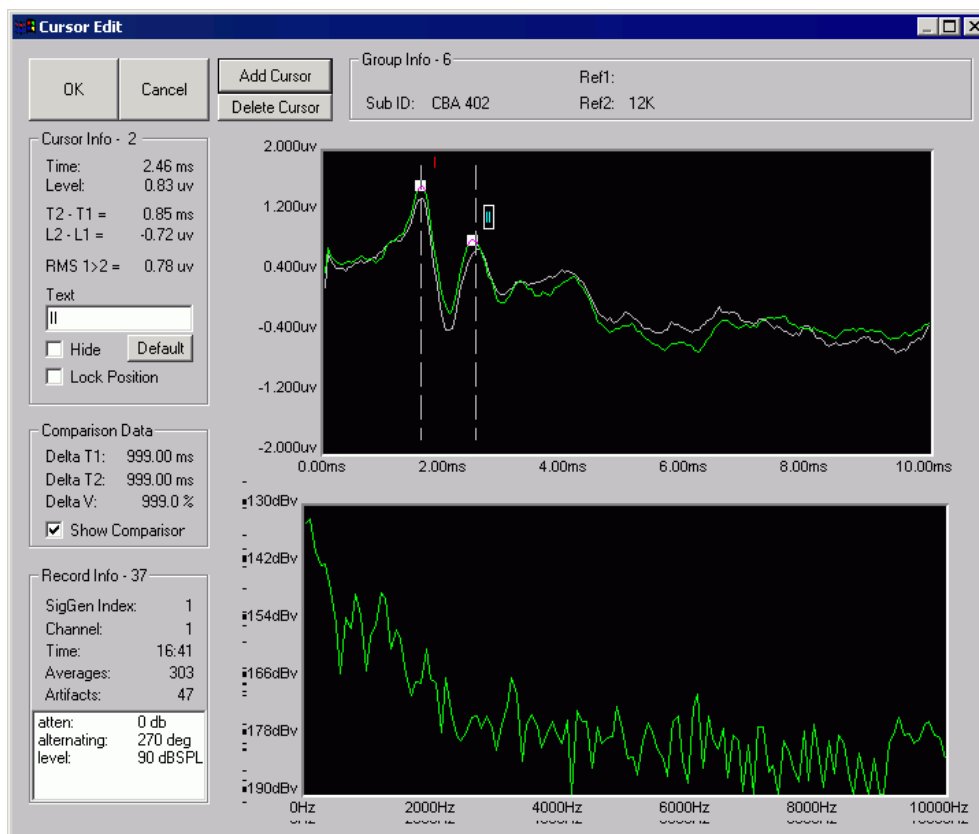 Cursor Edit
OK
Cancel
Add Cursor
Delete Cursor
Group Info - 6
Sub ID: CBA 402
Ref1:
Ref2: 12K
Cursor Info - 2
Time: 2.46 ms
Level: 0.83 uv
T2 - T1 = 0.85 ms
L2 - L1 = -0.72 uv
RMS 1>2 = 0.78 uv
Text
II
Hide
Default
Lock Position
Comparison Data
Delta T1: 999.00 ms
Delta T2: 999.00 ms
Delta V: 999.0 %
Show Comparisor
Record Info - 37
SigGen Index: 1
Channel: 1
Time: 16:41
Averages: 303
Artifacts: 47
atten: 0 db
alternating: 270 deg
level: 90 dBSPL
2.000uv
1.200uv
0.400uv
-0.400uv
-1.200uv
-2.000uv
I
II
0.00ms 2.00ms 4.00ms 6.00ms 8.00ms 10.00ms
130dBv
142dBv
154dBv
166dBv
178dBv
190dBv
0Hz 2000Hz 4000Hz 6000Hz 8000Hz 10000Hz